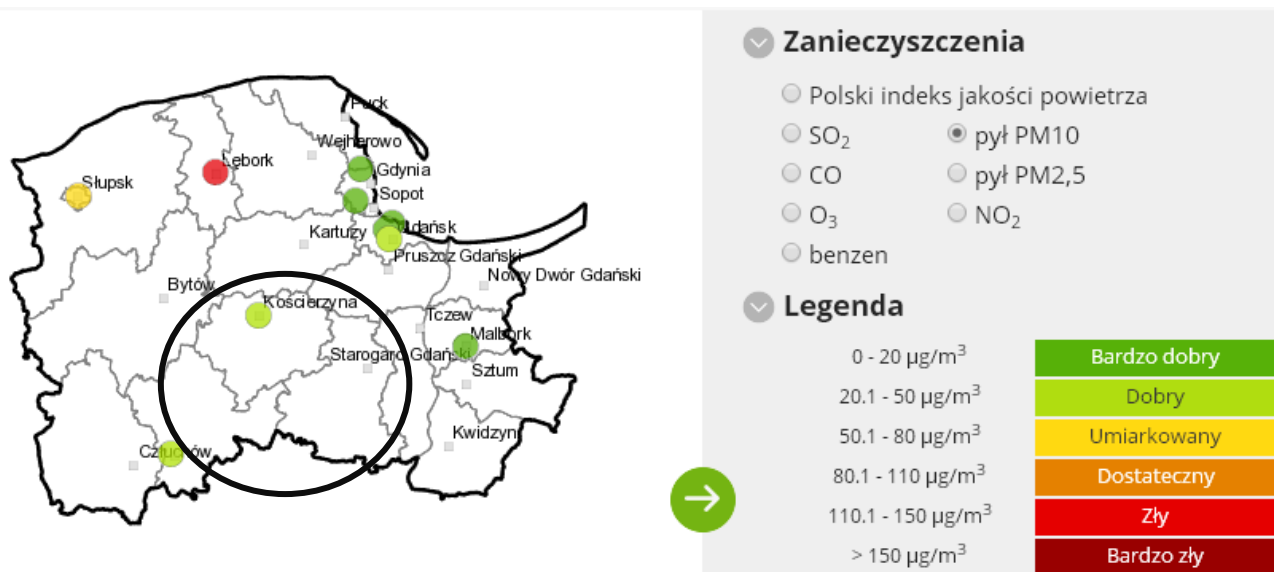 Puck
Wejherowo
Lębork
Gdynia
Słupsk
Sopot
Gdańsk
Kartuzy
Pruszcz Gdański
Nowy Dwór Gdański
Bytów
Kościerzyna
Tczew
Malbork
Starogard Gdański
Sztum
Kwidzyn
Człuchów
Zanieczyszczenia
Polski indeks jakości powietrza
SO2 pył PM10
CO pył PM2,5
O3 NO2
benzen
Legenda
0 - 20 µg/m3 Bardzo dobry
20.1 - 50 µg/m3 Dobry
50.1 - 80 µg/m3 Umiarkowany
80.1 - 110 µg/m3 Dostateczny
110.1 - 150 µg/m3 Zły
> 150 µg/m3 Bardzo zły